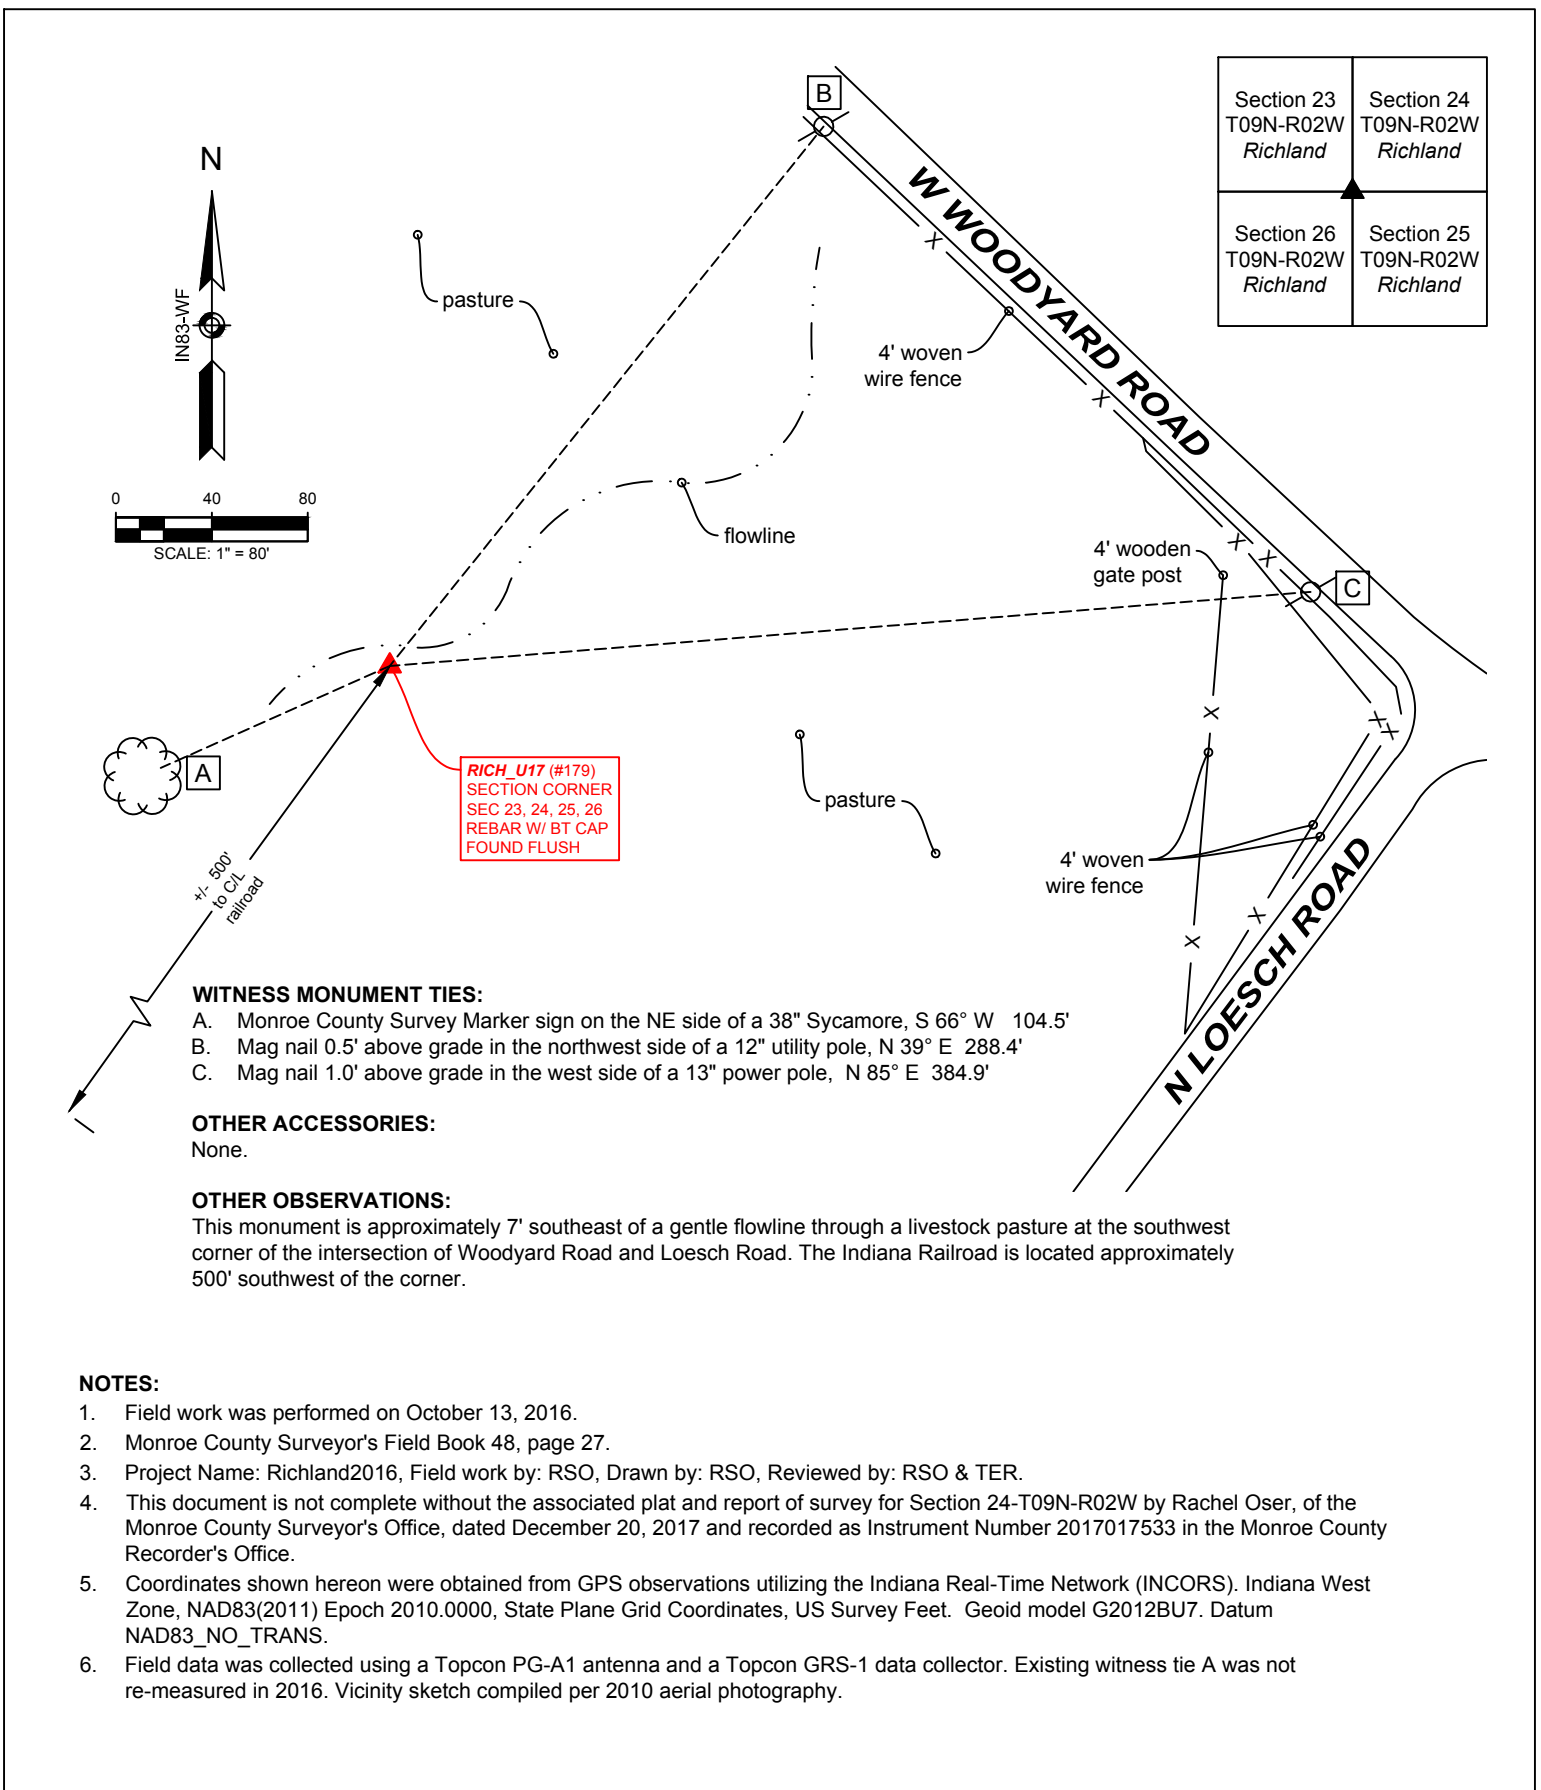 B
Section 23
T09N-R02W
Richland
Section 24
T09N-R02W
Richland
Section 26
T09N-R02W
Richland
Section 25
T09N-R02W
Richland
N
IN83-WF
0 40 80
SCALE: 1" = 80'
pasture
W WOODYARD ROAD
4' woven
wire fence
X
X
flowline
4' wooden
gate post
X
X
C
A
RICH_U17 (#179)
SECTION CORNER
SEC 23, 24, 25, 26
REBAR W/ BT CAP
FOUND FLUSH
X
X
X
pasture
4' woven
wire fence
X
X
N LOESCH ROAD
+/- 500'
to C/L
railroad
WITNESS MONUMENT TIES:
A. Monroe County Survey Marker sign on the NE side of a 38" Sycamore, S 66° W 104.5'
B. Mag nail 0.5' above grade in the northwest side of a 12" utility pole, N 39° E 288.4'
C. Mag nail 1.0' above grade in the west side of a 13" power pole, N 85° E 384.9'
OTHER ACCESSORIES:
None.
OTHER OBSERVATIONS:
This monument is approximately 7' southeast of a gentle flowline through a livestock pasture at the southwest
corner of the intersection of Woodyard Road and Loesch Road. The Indiana Railroad is located approximately
500' southwest of the corner.
NOTES:
1. Field work was performed on October 13, 2016.
2. Monroe County Surveyor's Field Book 48, page 27.
3. Project Name: Richland2016, Field work by: RSO, Drawn by: RSO, Reviewed by: RSO & TER.
4. This document is not complete without the associated plat and report of survey for Section 24-T09N-R02W by Rachel Oser, of the
Monroe County Surveyor's Office, dated December 20, 2017 and recorded as Instrument Number 2017017533 in the Monroe County
Recorder's Office.
5. Coordinates shown hereon were obtained from GPS observations utilizing the Indiana Real-Time Network (INCORS). Indiana West
Zone, NAD83(2011) Epoch 2010.0000, State Plane Grid Coordinates, US Survey Feet. Geoid model G2012BU7. Datum
NAD83_NO_TRANS.
6. Field data was collected using a Topcon PG-A1 antenna and a Topcon GRS-1 data collector. Existing witness tie A was not
re-measured in 2016. Vicinity sketch compiled per 2010 aerial photography.